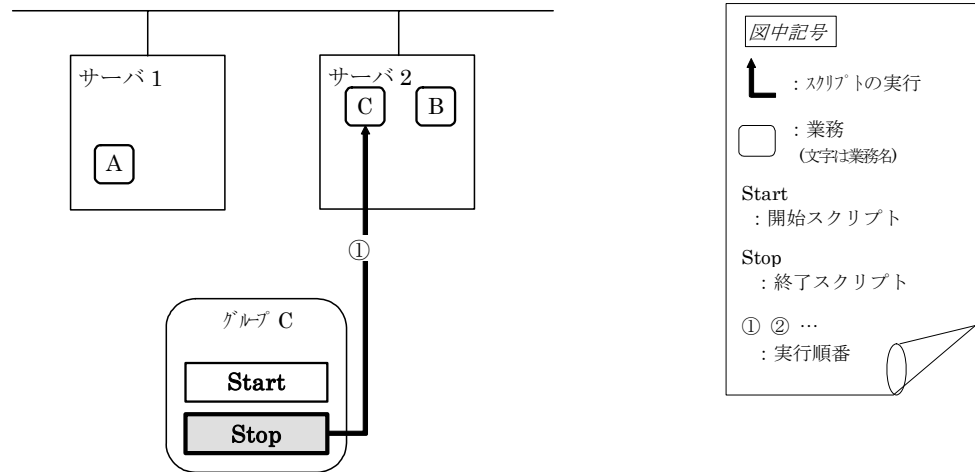 サーバ 1
A
サーバ 2
C
B
①
グループ C
Start
Stop
図中記号
：スクリプトの実行
：業務
(文字は業務名)
Start
：開始スクリプト
Stop
：終了スクリプト
① ② …
：実行順番